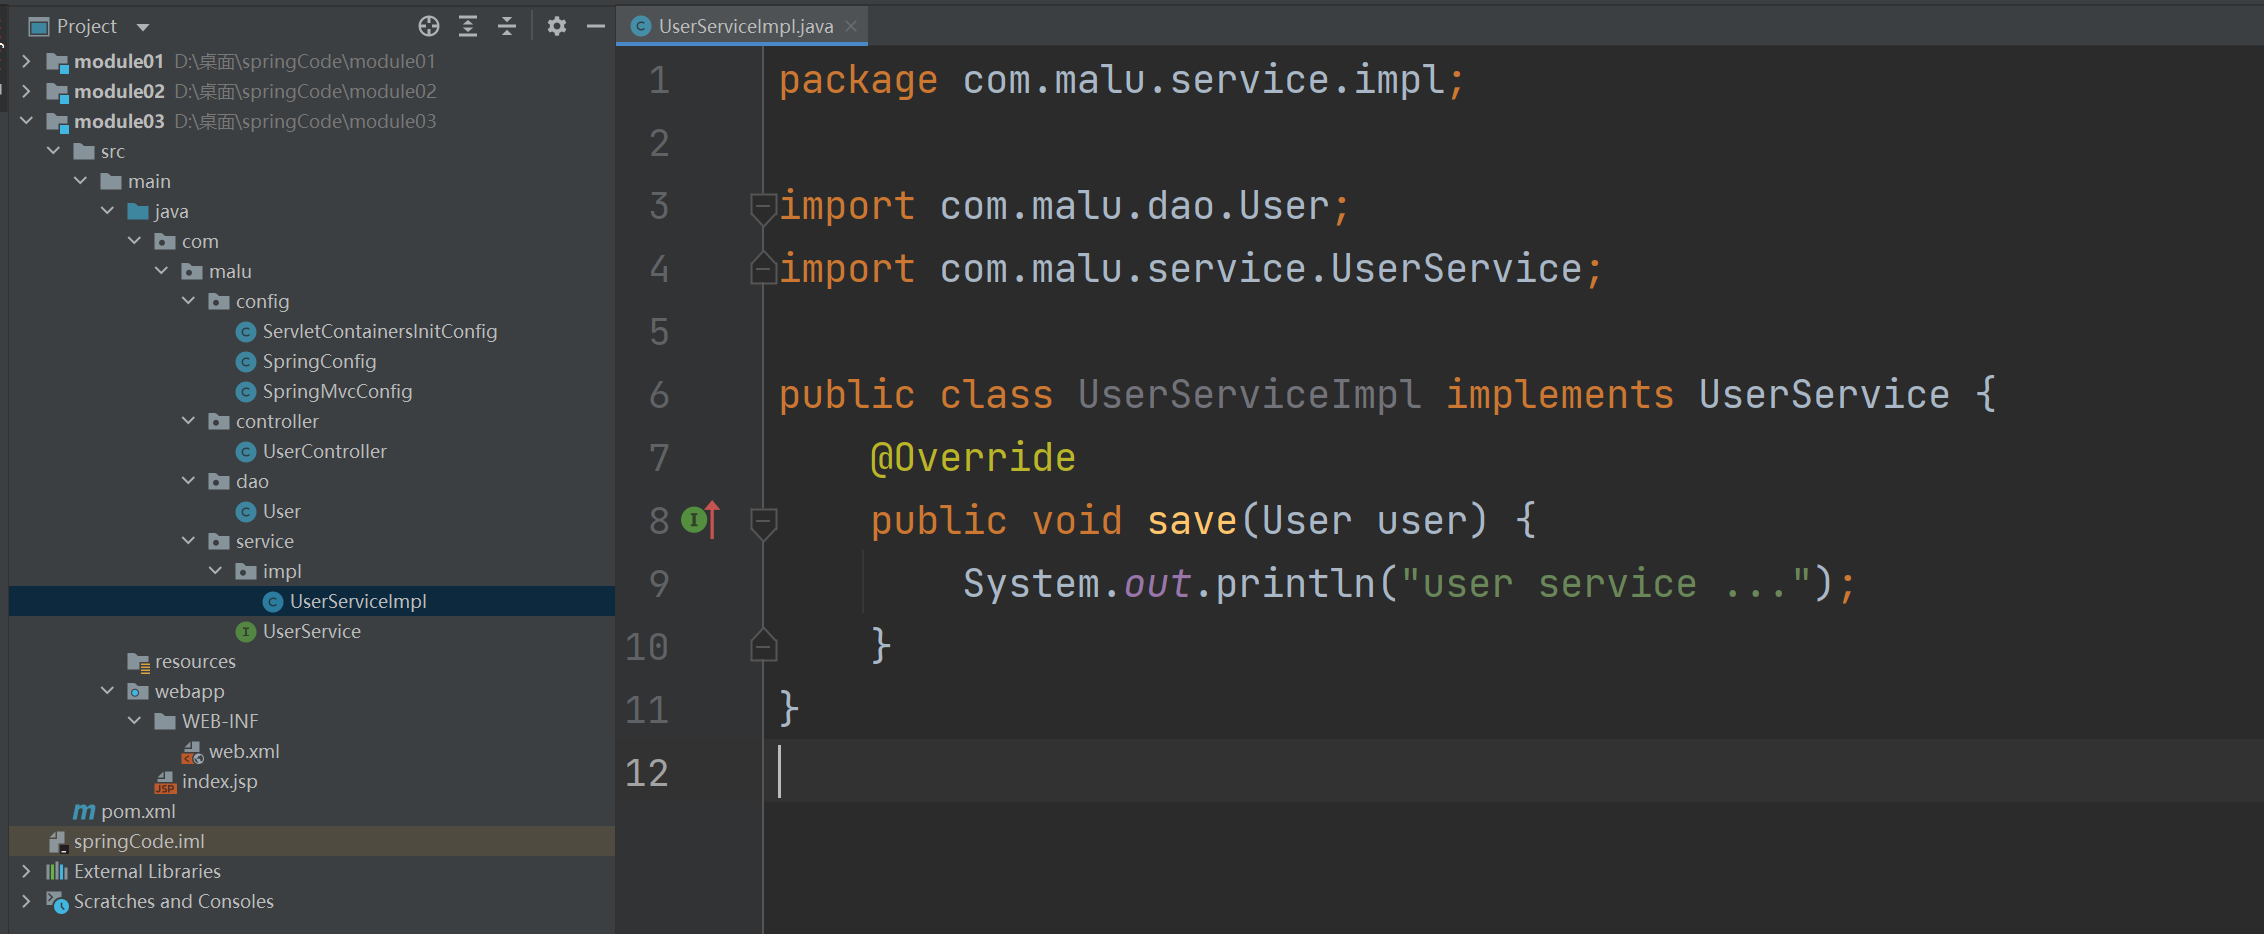 Project
module01 D:\桌面\springCode\module01
module02 D:\桌面\springCode\module02
module03 D:\桌面\springCode\module03
src
main
java
com
malu
config
ServletContainersInitConfig
SpringConfig
SpringMvcConfig
controller
UserController
dao
User
service
impl
UserServiceImpl
UserService
resources
webapp
WEB-INF
web.xml
index.jsp
pom.xml
springCode.iml
External Libraries
Scratches and Consoles
UserServiceImpl.java
1 package com.malu.service.impl;
2
3 import com.malu.dao.User;
4 import com.malu.service.UserService;
5
6 public class UserServiceImpl implements UserService {
7 @Override
8 public void save(User user) {
9 System.out.println("user service ...");
10 }
11 }
12